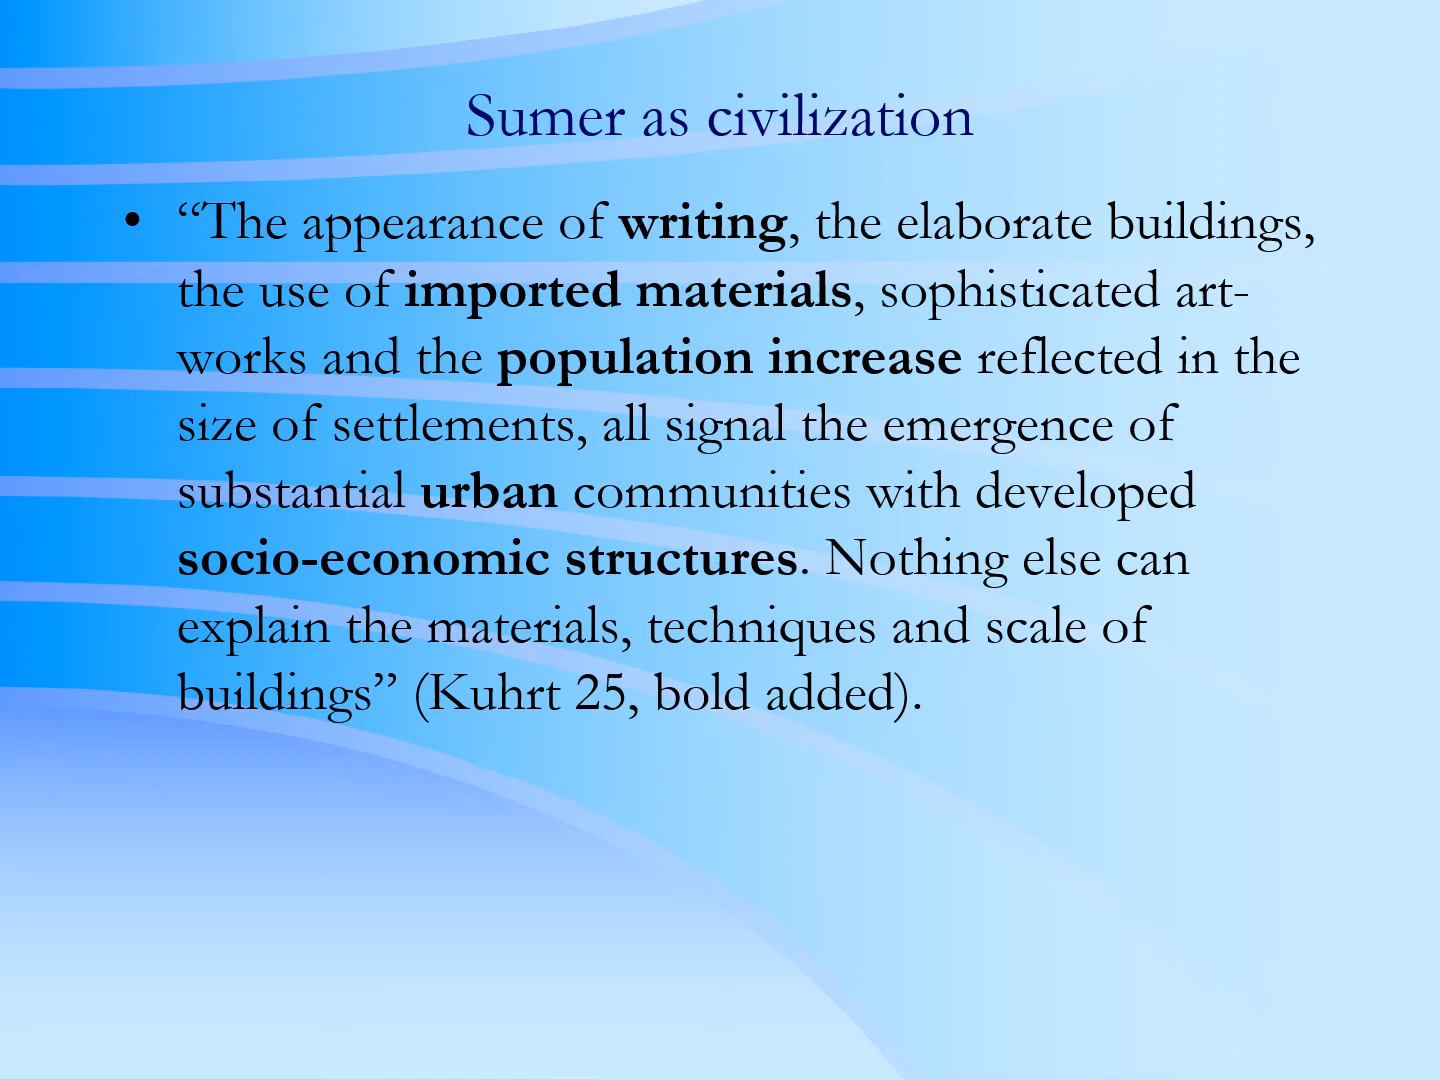 Sumer as civilization
• “The appearance of writing, the elaborate buildings,
the use of imported materials, sophisticated art-
works and the population increase reflected in the
size of settlements, all signal the emergence of
substantial urban communities with developed
socio-economic structures. Nothing else can
explain the materials, techniques and scale of
buildings” (Kuhrt 25, bold added).